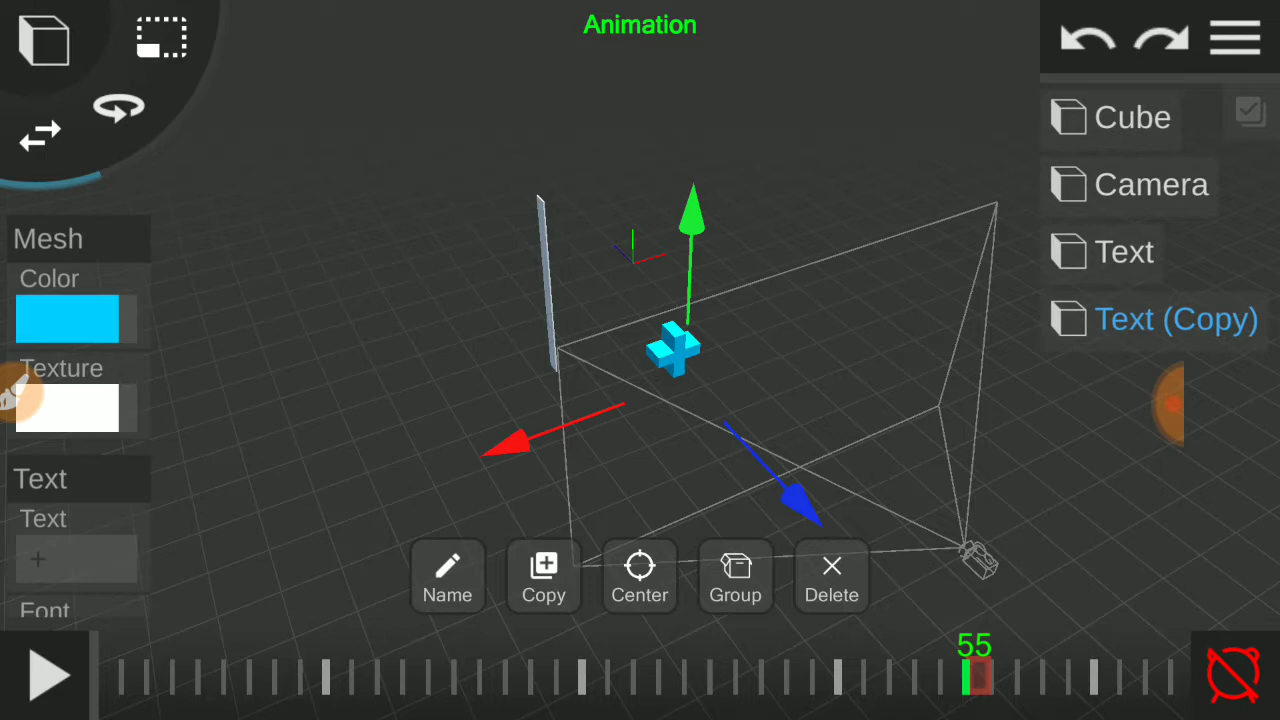 Animation
Cube
Camera
Text
Text (Copy)
Mesh
Color
Texture
Text
Text
+
Font
Name
Copy
Center
Group
Delete
55